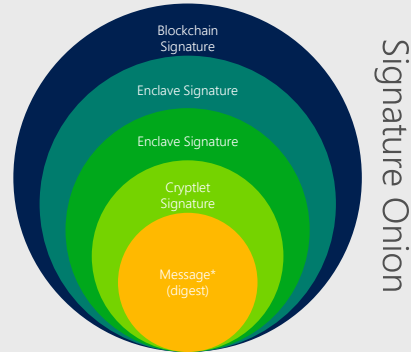 Blockchain
Signature
Enclave Signature
Enclave Signature
Cryptlet
Signature
Message*
(digest)
Signature Onion